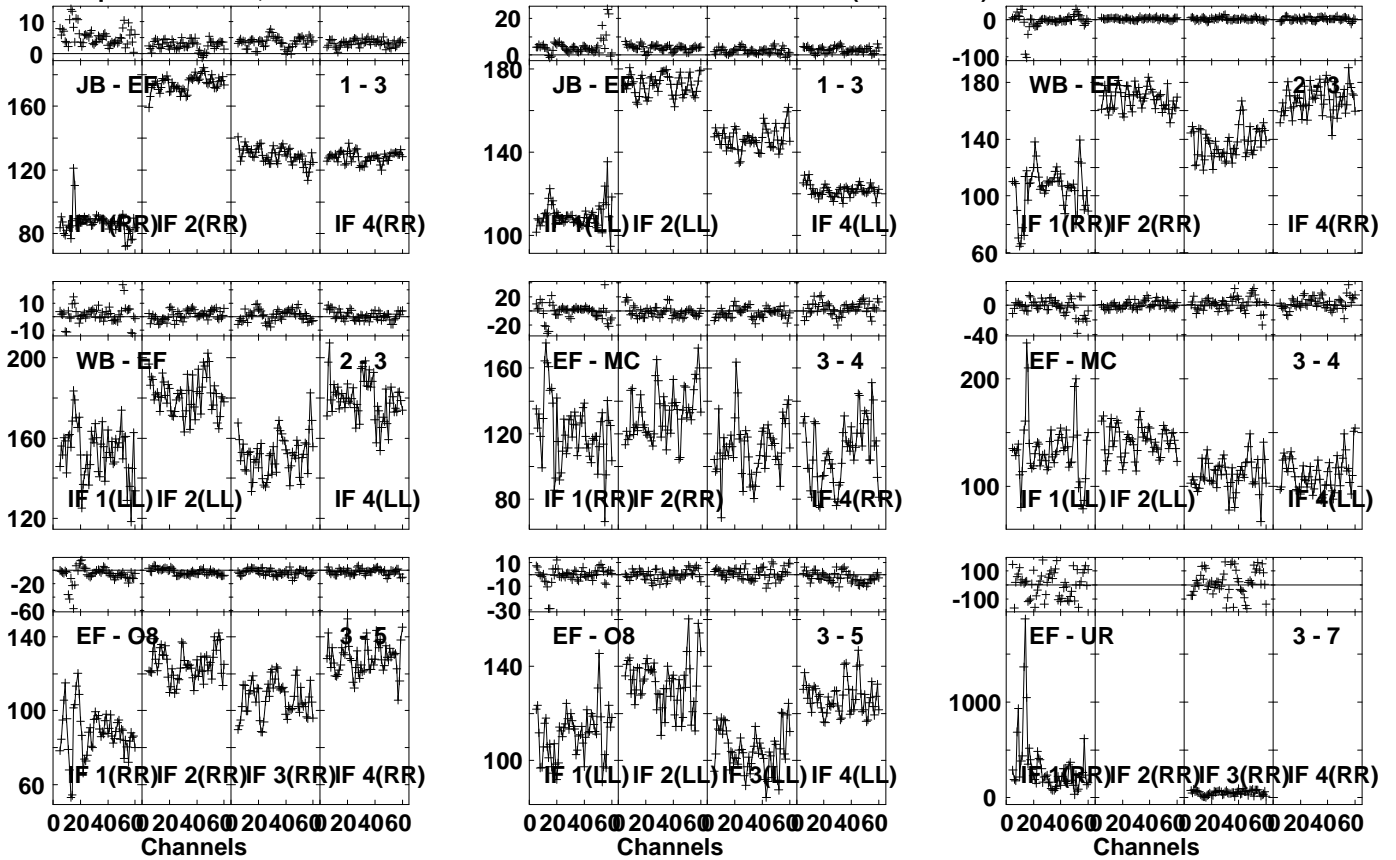 10
0
JB - EF
1 - 3
160
120
80
IF 1(RR)
IF 2(RR)
IF 4(RR)
20
0
JB - EF
1 - 3
180
140
100
IF 1(LL)
IF 2(LL)
IF 4(LL)
0
-100
WB - EF
2 - 3
180
140
100
60
IF 1(RR)
IF 2(RR)
IF 4(RR)
10
-10
WB - EF
2 - 3
200
160
120
IF 1(LL)
IF 2(LL)
IF 4(LL)
20
-20
EF - MC
3 - 4
160
120
80
IF 1(RR)
IF 2(RR)
IF 4(RR)
0
-40
EF - MC
3 - 4
200
100
IF 1(LL)
IF 2(LL)
IF 4(LL)
-20
-60
EF - O8
3 - 5
140
100
60
IF 1(RR)
IF 2(RR)
IF 3(RR)
IF 4(RR)
0 20 40 60 0 20 40 60 0 20 40 60 0 20 40 60
Channels
10
-10
-30
EF - O8
3 - 5
140
100
IF 1(LL)
IF 2(LL)
IF 3(LL)
IF 4(LL)
0 20 40 60 0 20 40 60 0 20 40 60 0 20 40 60
Channels
100
-100
EF - UR
3 - 7
1000
0
IF 1(RR)
IF 2(RR)
IF 3(RR)
IF 4(RR)
0 20 40 60 0 20 40 60 0 20 40 60 0 20 40 60
Channels